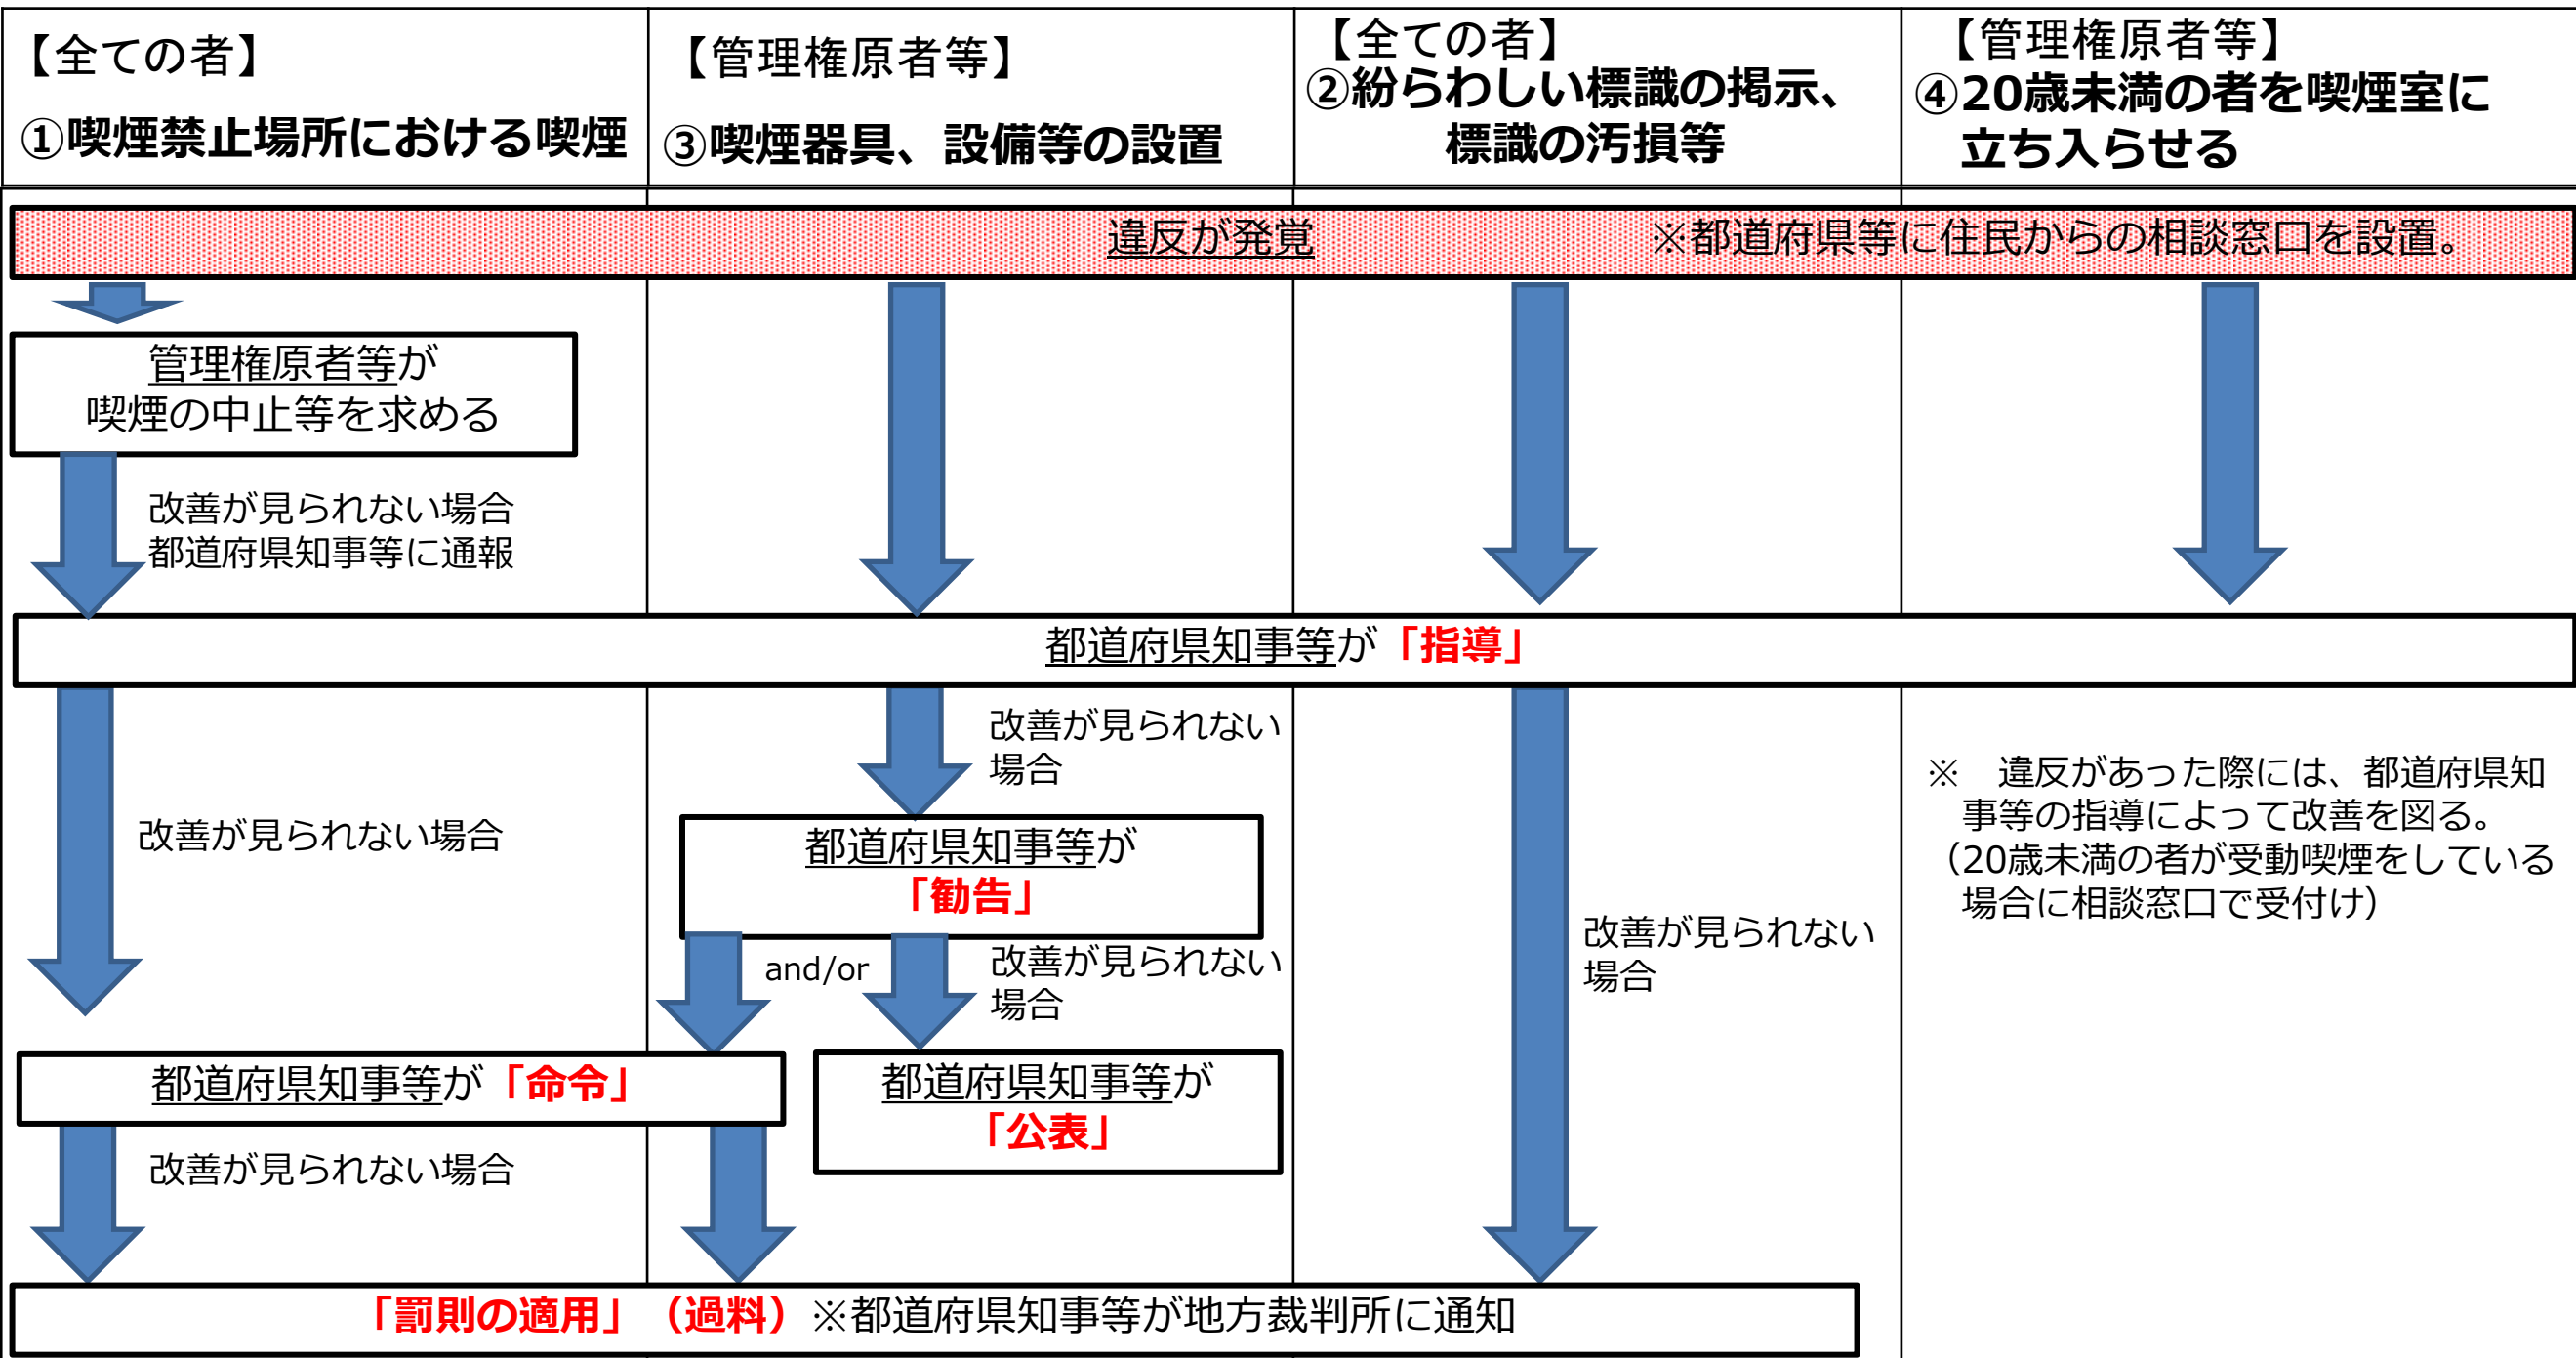 【全ての者】
①喫煙禁止場所における喫煙
【管理権原者等】
③喫煙器具、設備等の設置
【全ての者】
②紛らわしい標識の掲示、
標識の汚損等
【管理権原者等】
④20歳未満の者を喫煙室に
立ち入らせる
違反が発覚 ※都道府県等に住民からの相談窓口を設置。
管理権原者等が
喫煙の中止等を求める
改善が見られない場合
都道府県知事等に通報
都道府県知事等が「指導」
改善が見られない場合
改善が見られない
場合
都道府県知事等が
「勧告」
and/or
改善が見られない
場合
都道府県知事等が「命令」
都道府県知事等が
「公表」
改善が見られない場合
改善が見られない
場合
※ 違反があった際には、都道府県知
事等の指導によって改善を図る。
（20歳未満の者が受動喫煙をしている
場合に相談窓口で受付け）
「罰則の適用」（過料）※都道府県知事等が地方裁判所に通知